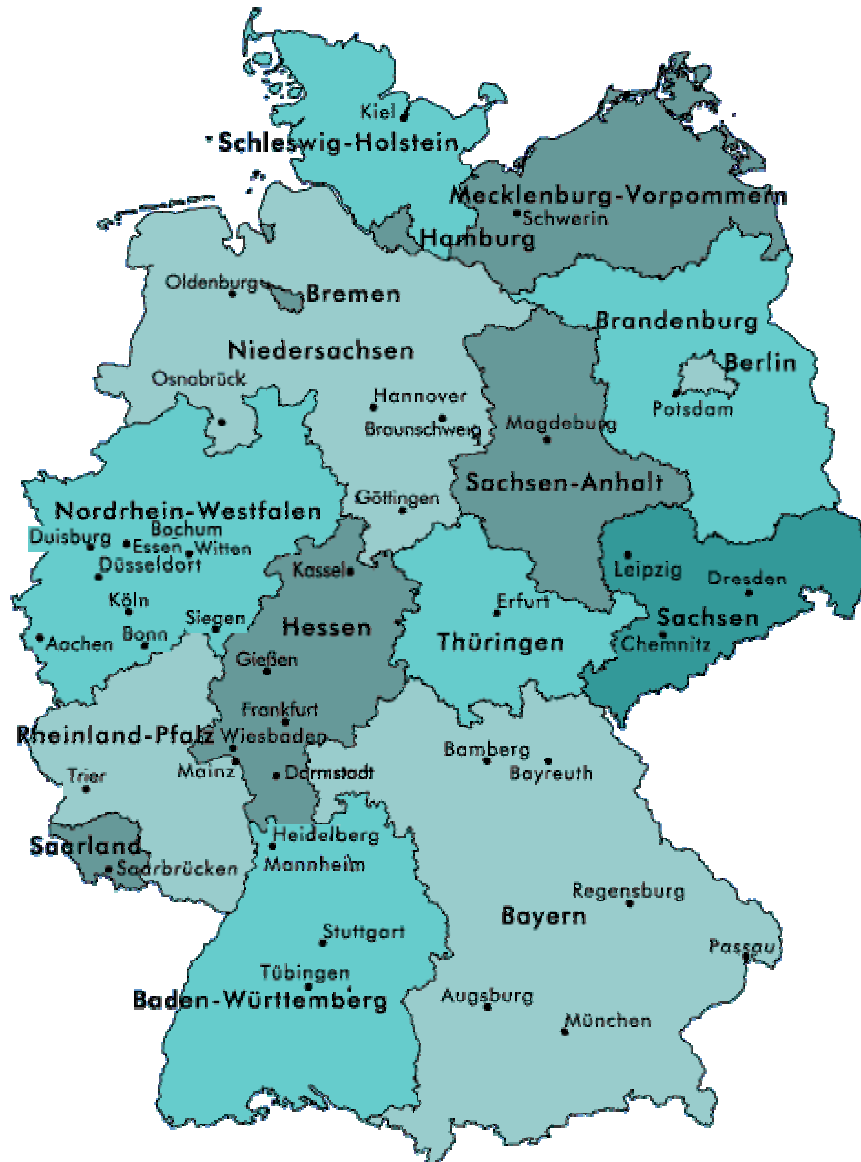 Kiel
Schleswig-Holstein
Mecklenburg-Vorpommern
Schwerin
Hamburg
Oldenburg
Bremen
Brandenburg
Niedersachsen
Berlin
Osnabrück
Hannover
Potsdam
Braunschweig
Magdeburg
Sachsen-Anhalt
Göttingen
Nordrhein-Westfalen
Bochum
Duisburg
Essen
Witten
Düsseldort
Leipzig
Kassel
Dresden
Köln
Erfurt
Siegen
Sachsen
Hessen
Bonn
Aachen
Thüringen
Chemnitz
Gießen
Frankfurt
Rheinland-Pfalz
Wiesbaden
Bamberg
Mainz
Darmstadt
Bayreuth
Trier
Heidelberg
Saarland
Mannheim
Saarbrücken
Regensburg
Bayern
Stuttgart
Passau
Tübingen
Baden-Württemberg
Augsburg
München